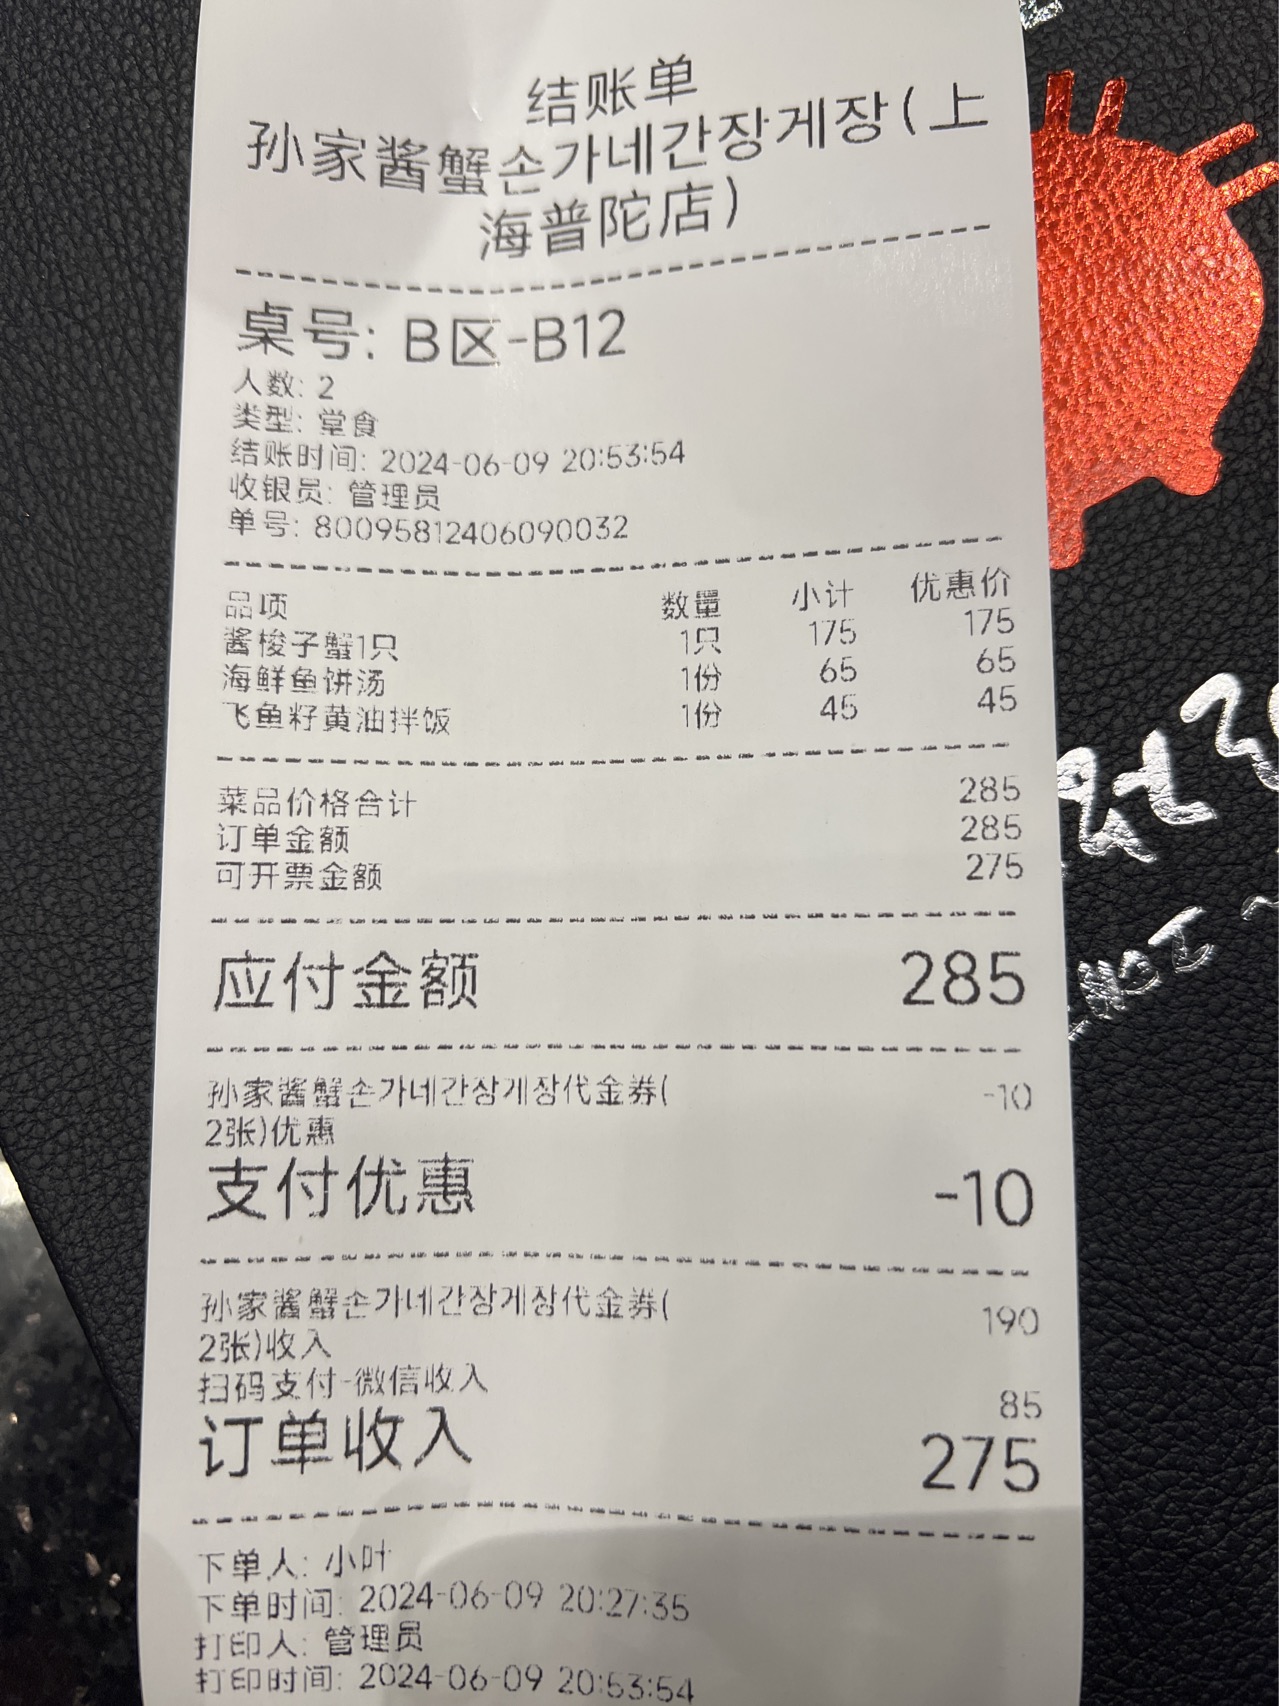 结账单
孙家酱蟹손가네간장게장(上
海普陀店)
桌号: B区-B12
人数: 2
类型: 堂食
结账时间: 2024-06-09 20:53:54
收银员: 管理员
单号: 80095812406090032
品项 数量 小计 优惠价
酱梭子蟹1只 1只 175 175
海鲜鱼饼汤 1份 65 65
飞鱼籽黄油拌饭 1份 45 45
菜品价格合计 285
订单金额 285
可开票金额 275
应付金额 285
孙家酱蟹손가네간장게장代金券( -10
2张)优惠
支付优惠 -10
孙家酱蟹손가네간장게장代金券( 190
2张)收入
扫码支付-微信收入 85
订单收入 275
下单人: 小叶
下单时间: 2024-06-09 20:27:35
打印人: 管理员
打印时间: 2024-06-09 20:53:54